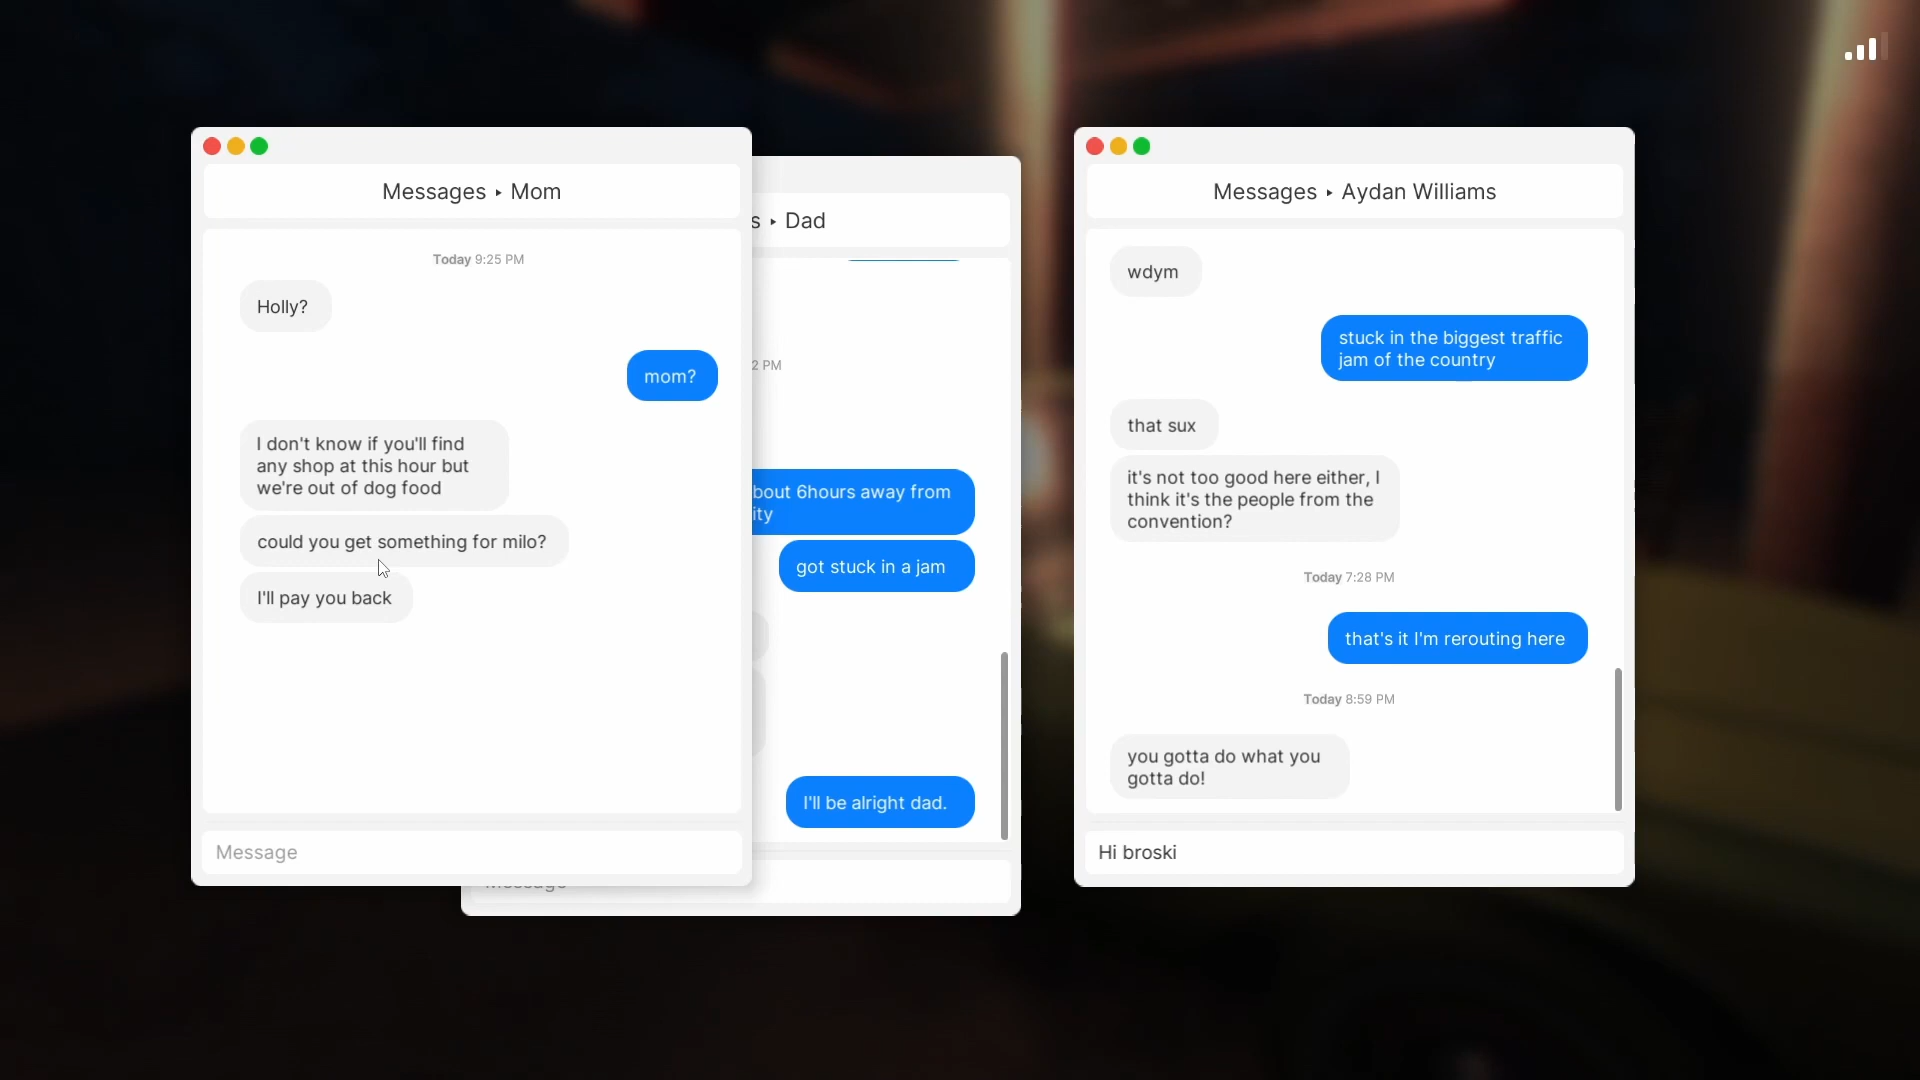 Messages ▸ Mom
Today 9:25 PM
Holly?
mom?
I don't know if you'll find
any shop at this hour but
we're out of dog food
could you get something for milo?
I'll pay you back
Message
s ▸ Dad
2 PM
bout 6hours away from
ity
got stuck in a jam
I'll be alright dad.
Message
Messages ▸ Aydan Williams
wdym
stuck in the biggest traffic
jam of the country
that sux
it's not too good here either, I
think it's the people from the
convention?
Today 7:28 PM
that's it I'm rerouting here
Today 8:59 PM
you gotta do what you
gotta do!
Hi broski